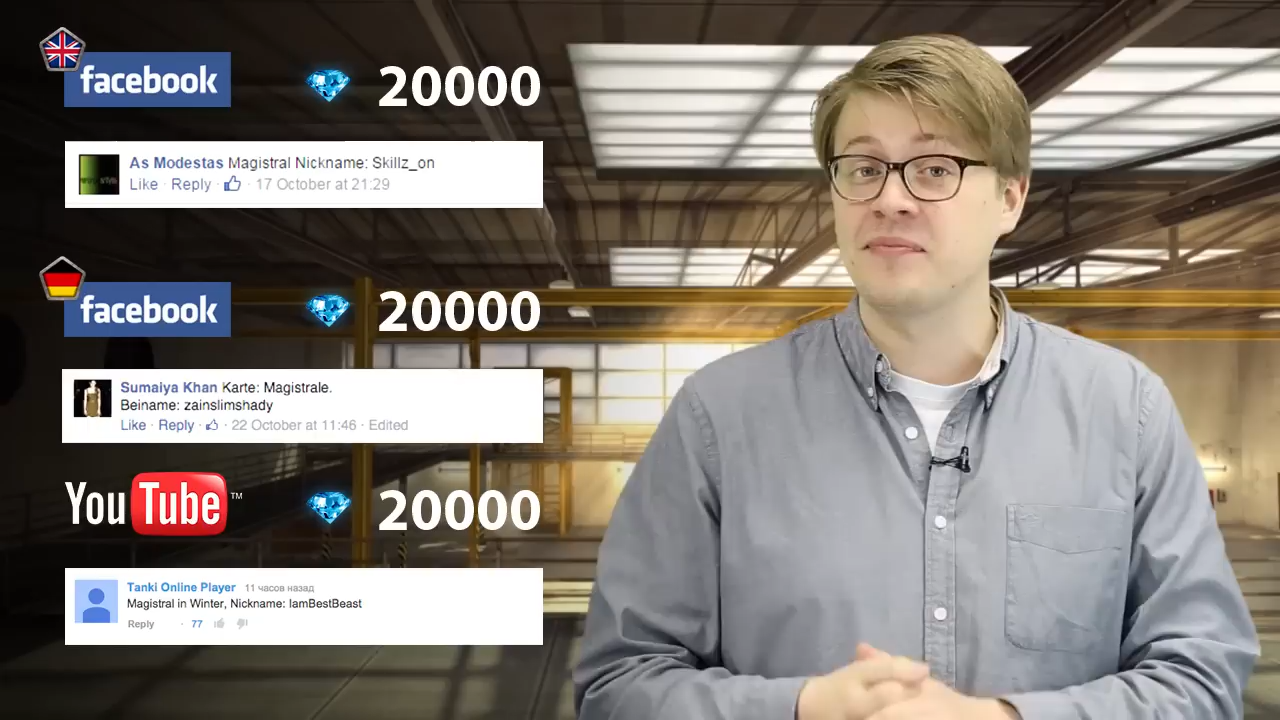 facebook 20000
As Modestas Magistral Nickname: Skillz_on
Like · Reply · 17 October at 21:29
facebook 20000
Sumaiya Khan Karte: Magistrale.
Beiname: zainslimshady
Like · Reply · 22 October at 11:46 · Edited
YouTube™ 20000
Tanki Online Player 11 часов назад
Magistral in Winter, Nickname: IamBestBeast
Reply · 77